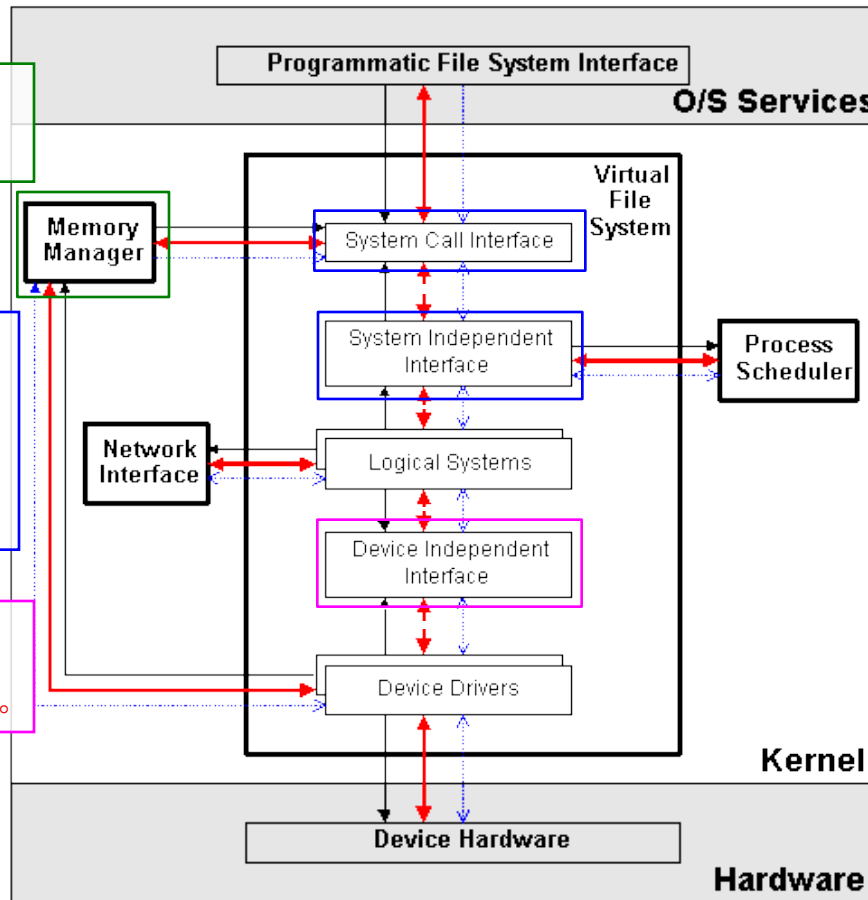 Programmatic File System Interface
O/S Services
Virtual
File
System
Memory
Manager
System Call Interface
System Independent
Interface
Process
Scheduler
Network
Interface
Logical Systems
Device Independent
Interface
Device Drivers
Kernel
Device Hardware
Hardware